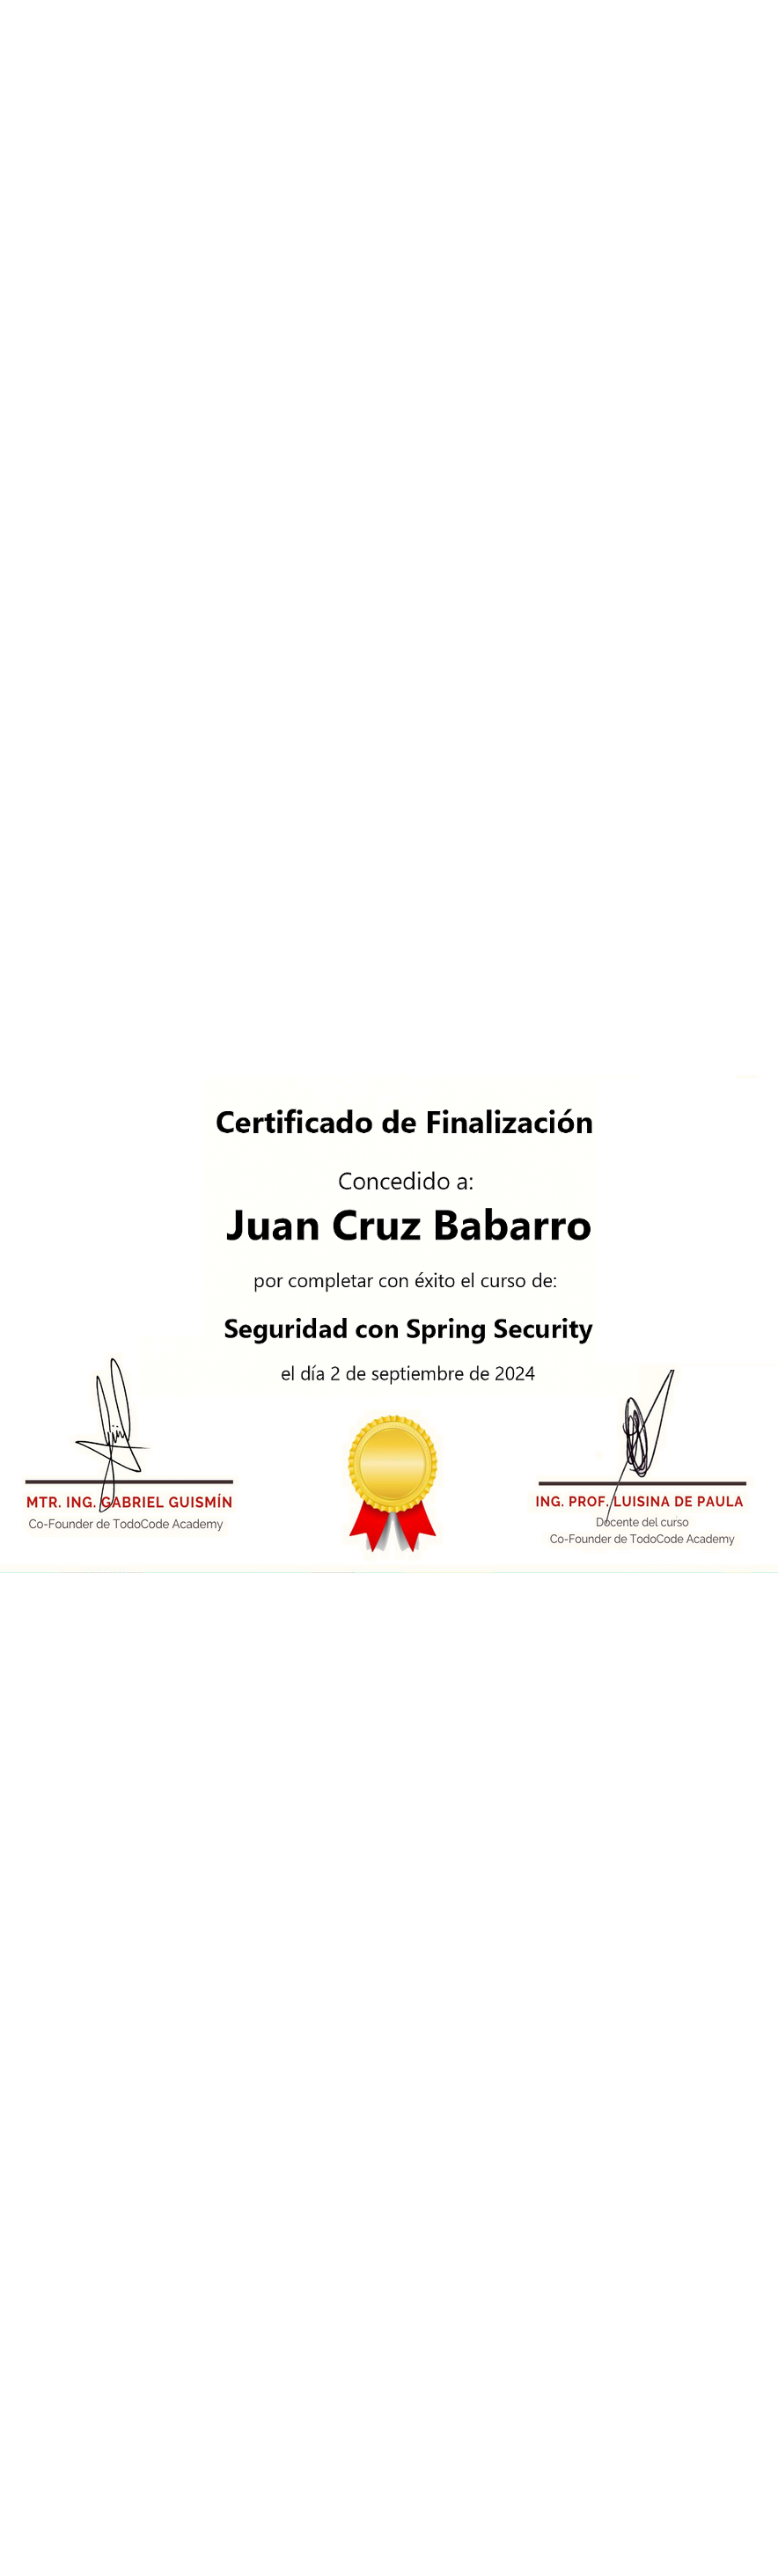 Certificado de Finalización
Concedido a:
Juan Cruz Babarro
por completar con éxito el curso de:
Seguridad con Spring Security
el día 2 de septiembre de 2024
MTR. ING. GABRIEL GUISMÍN
Co-Founder de TodoCode Academy
ING. PROF. LUISINA DE PAULA
Docente del curso
Co-Founder de TodoCode Academy